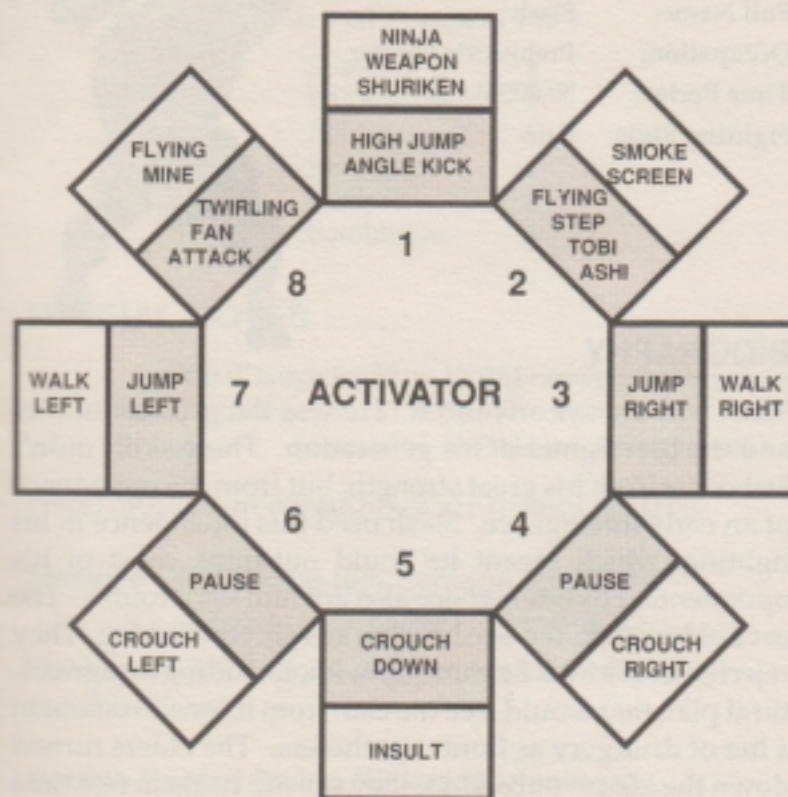 NINJA
WEAPON
SHURIKEN
HIGH JUMP
ANGLE KICK
1
SMOKE
SCREEN
FLYING
STEP
TOBI
ASHI
2
FLYING
MINE
TWIRLING
FAN
ATTACK
8
WALK
LEFT
JUMP
LEFT
7
ACTIVATOR
3
JUMP
RIGHT
WALK
RIGHT
6
PAUSE
CROUCH
LEFT
5
CROUCH
DOWN
INSULT
4
PAUSE
CROUCH
RIGHT